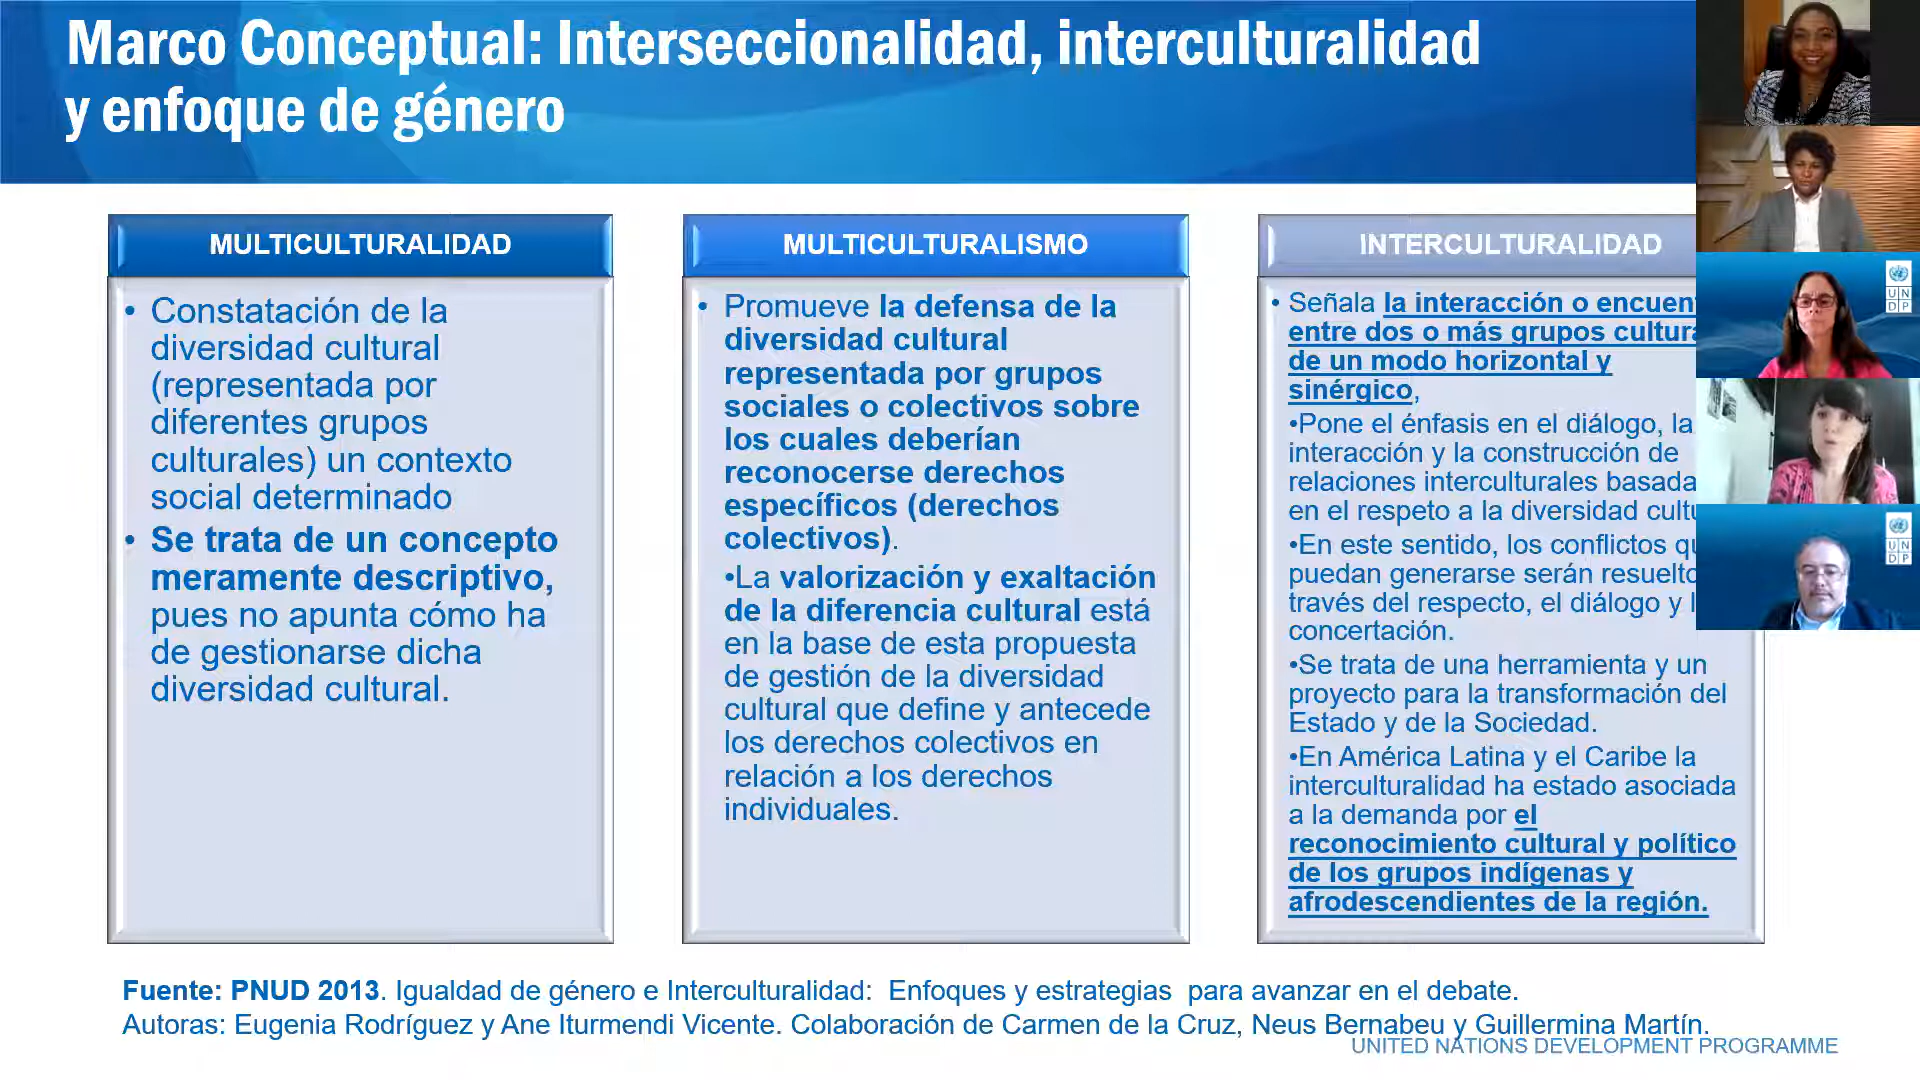 Marco Conceptual: Interseccionalidad, interculturalidad
y enfoque de género
MULTICULTURALIDAD
• Constatación de la
diversidad cultural
(representada por
diferentes grupos
culturales) un contexto
social determinado
• Se trata de un concepto
meramente descriptivo,
pues no apunta cómo ha
de gestionarse dicha
diversidad cultural.
MULTICULTURALISMO
• Promueve la defensa de la
diversidad cultural
representada por grupos
sociales o colectivos sobre
los cuales deberían
reconocerse derechos
específicos (derechos
colectivos).
•La valorización y exaltación
de la diferencia cultural está
en la base de esta propuesta
de gestión de la diversidad
cultural que define y antecede
los derechos colectivos en
relación a los derechos
individuales.
INTERCULTURALIDAD
• Señala la interacción o
entre dos o más grupos
de un modo horizontal y
sinérgico,
•Pone el énfasis en el diálogo, la
interacción y la construcción de
relaciones interculturales
en el respeto a la diversidad
•En este sentido, los conflictos
puedan generarse serán
través del respecto, el diálogo y
concertación.
•Se trata de una herramienta y un
proyecto para la transformación del
Estado y de la Sociedad.
•En América Latina y el Caribe la
interculturalidad ha estado asociada
a la demanda por el
reconocimiento cultural y político
de los grupos indígenas y
afrodescendientes de la región.
Fuente: PNUD 2013. Igualdad de género e Interculturalidad: Enfoques y estrategias para avanzar en el debate.
Autoras: Eugenia Rodríguez y Ane Iturmendi Vicente. Colaboración de Carmen de la Cruz, Neus Bernabeu y Guillermina Martín.
UNITED NATIONS DEVELOPMENT PROGRAMME
U N
D P
U N
D P